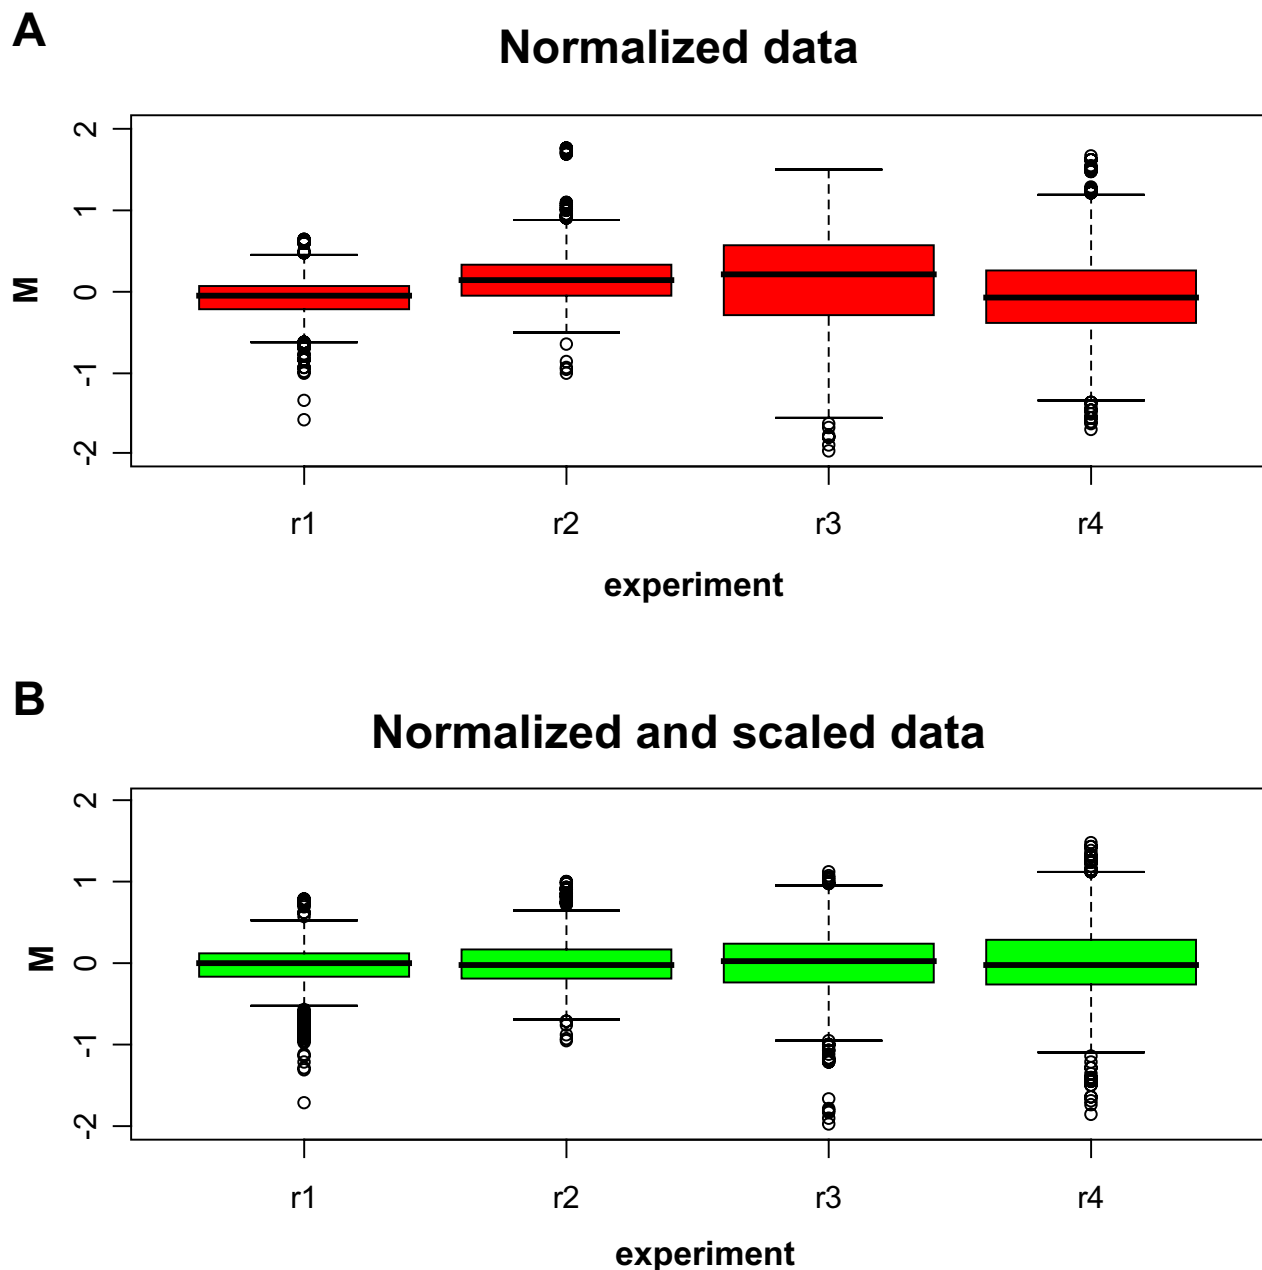 A
Normalized data
2
1
0
-1
-2
M
r1 r2 r3 r4
experiment
B
Normalized and scaled data
2
1
0
-1
-2
M
r1 r2 r3 r4
experiment